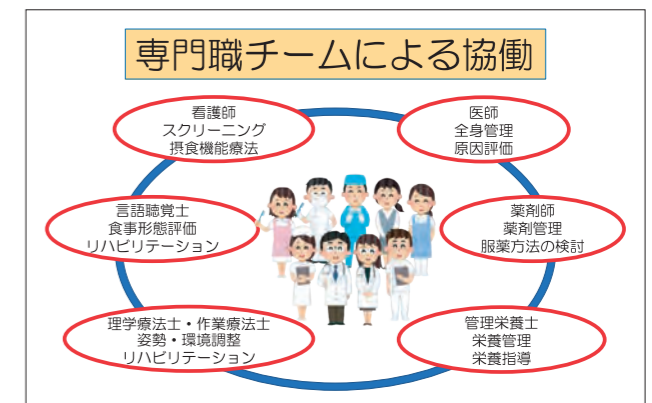 専門職チームによる協働
看護師
スクリーニング
摂食機能療法
医師
全身管理
原因評価
言語聴覚士
食事形態評価
リハビリテーション
薬剤師
薬剤管理
服薬方法の検討
理学療法士・作業療法士
姿勢・環境調整
リハビリテーション
管理栄養士
栄養管理
栄養指導